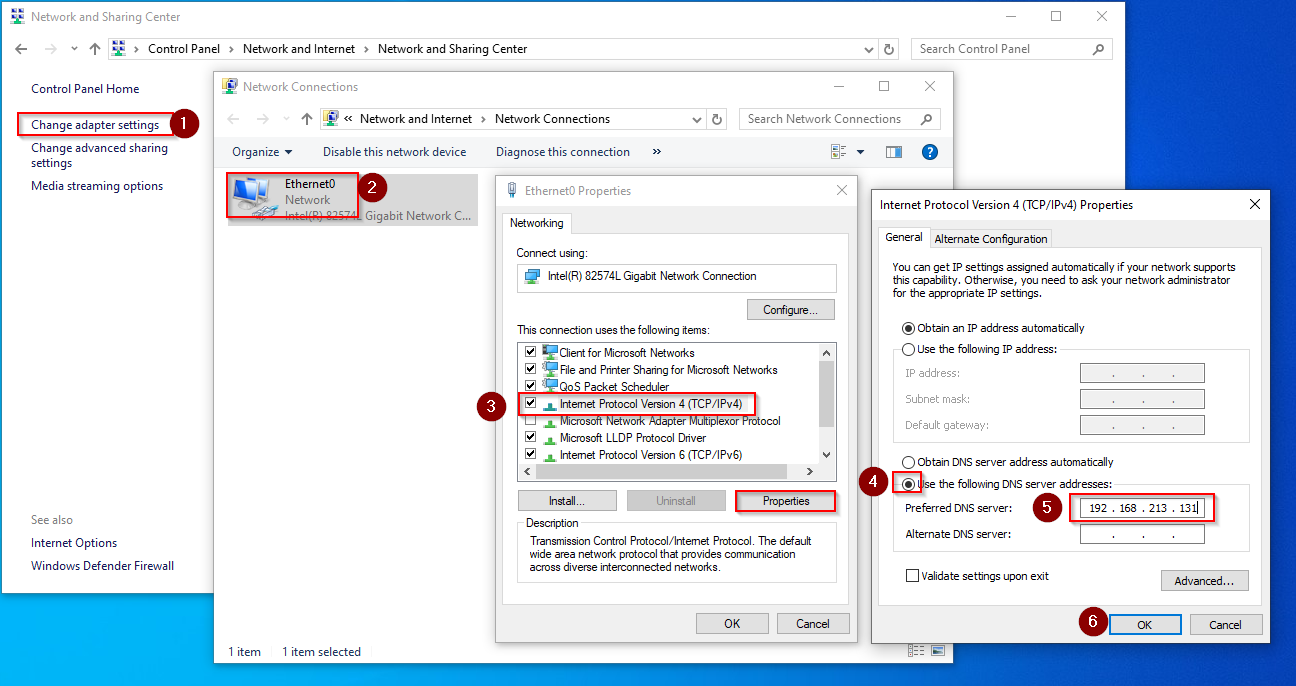 Network and Sharing Center
Control Panel > Network and Internet > Network and Sharing Center
Search Control Panel
Control Panel Home
Change adapter settings
1
Change advanced sharing
settings
Media streaming options
See also
Internet Options
Windows Defender Firewall
Network Connections
« Network and Internet > Network Connections
Search Network Connections
Organize
Disable this network device
Diagnose this connection
»
?
Ethernet0
2
Network
Intel(R) 82574L Gigabit Network C...
1 item
1 item selected
Ethernet0 Properties
Networking
Connect using:
Intel(R) 82574L Gigabit Network Connection
Configure...
This connection uses the following items:
Client for Microsoft Networks
File and Printer Sharing for Microsoft Networks
QoS Packet Scheduler
3
Internet Protocol Version 4 (TCP/IPv4)
Microsoft Network Adapter Multiplexor Protocol
Microsoft LLDP Protocol Driver
Internet Protocol Version 6 (TCP/IPv6)
Install...
Uninstall
Properties
Description
Transmission Control Protocol/Internet Protocol. The default
wide area network protocol that provides communication
across diverse interconnected networks.
OK
Cancel
Internet Protocol Version 4 (TCP/IPv4) Properties
General
Alternate Configuration
You can get IP settings assigned automatically if your network supports
this capability. Otherwise, you need to ask your network administrator
for the appropriate IP settings.
Obtain an IP address automatically
Use the following IP address:
IP address:
. . .
Subnet mask:
. . .
Default gateway:
. . .
Obtain DNS server address automatically
4
Use the following DNS server addresses:
Preferred DNS server:
5
192 . 168 . 213 . 131
Alternate DNS server:
. . .
Validate settings upon exit
Advanced...
6
OK
Cancel